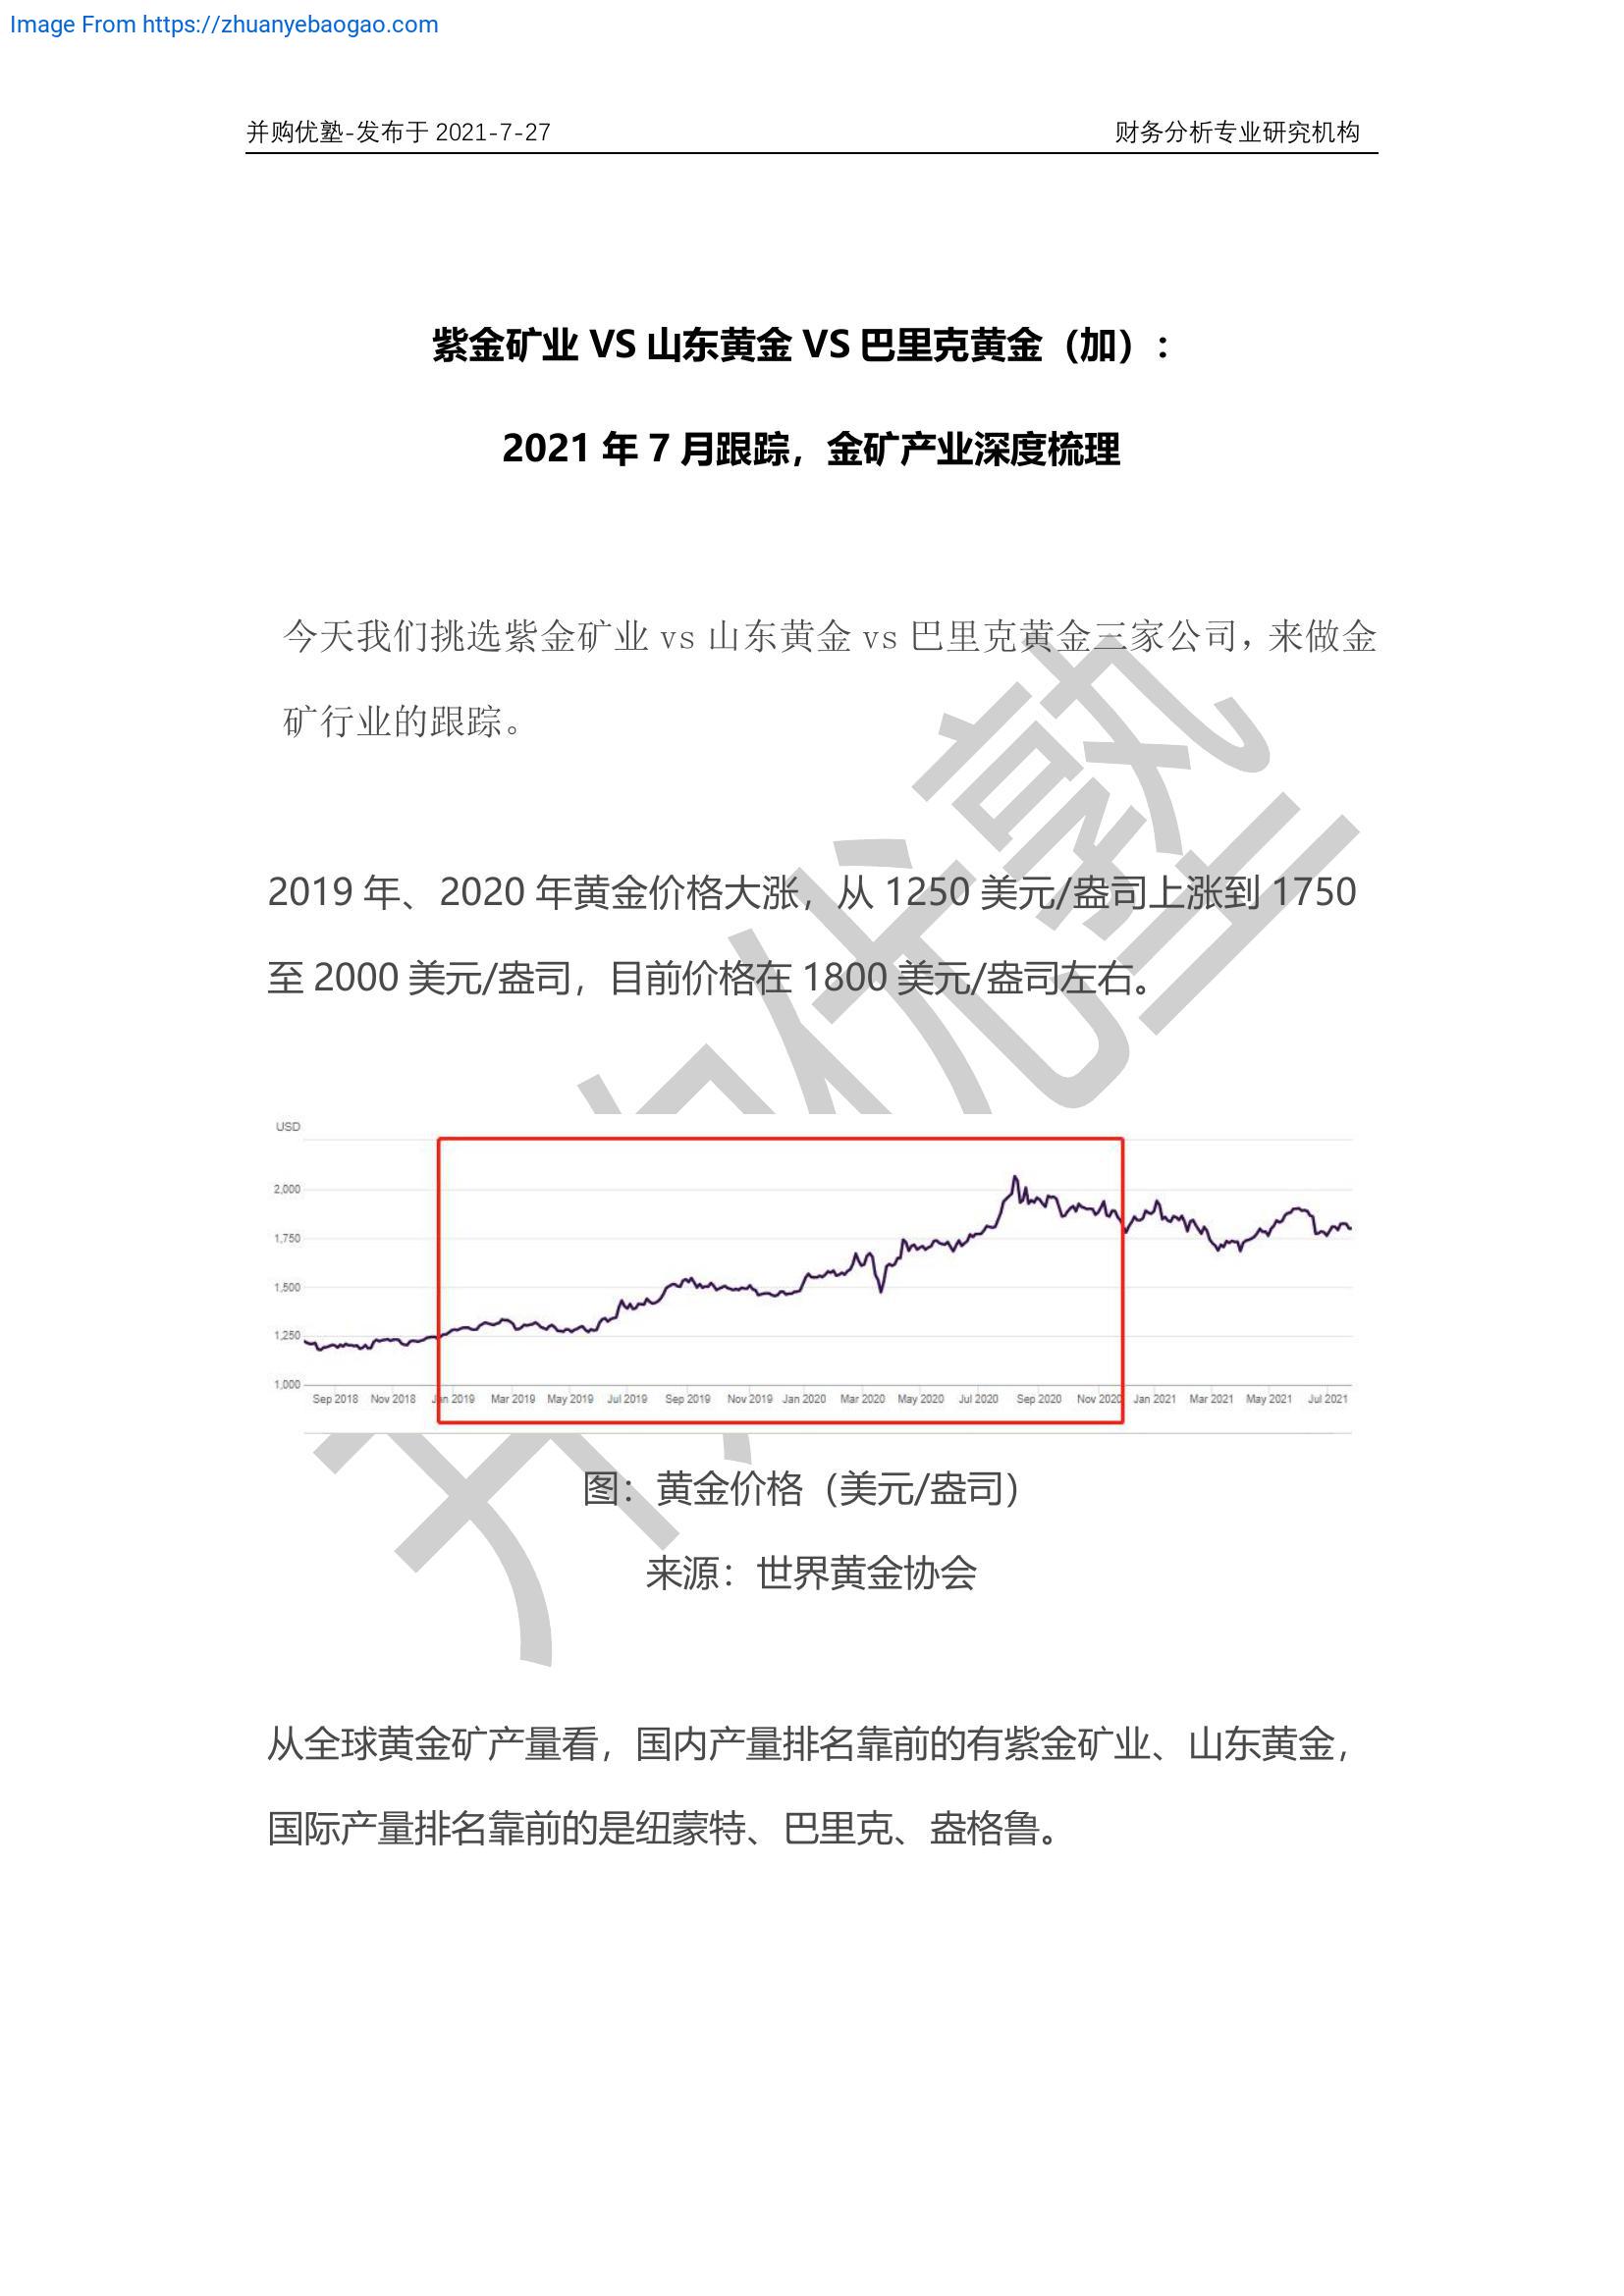 Image From https://zhuanyebaogao.com
并购优塾-发布于 2021-7-27 财务分析专业研究机构
紫金矿业 VS 山东黄金 VS 巴里克黄金（加）：
2021 年 7 月跟踪，金矿产业深度梳理
今天我们挑选紫金矿业 vs 山东黄金 vs 巴里克黄金三家公司，来做金
矿行业的跟踪。
2019 年、2020 年黄金价格大涨，从 1250 美元/盎司上涨到 1750
至 2000 美元/盎司，目前价格在 1800 美元/盎司左右。
USD
2,000
1,750
1,500
1,250
1,000
Sep 2018 Nov 2018 Jan 2019 Mar 2019 May 2019 Jul 2019 Sep 2019 Nov 2019 Jan 2020 Mar 2020 May 2020 Jul 2020 Sep 2020 Nov 2020 Jan 2021 Mar 2021 May 2021 Jul 2021
图：黄金价格（美元/盎司）
来源：世界黄金协会
从全球黄金矿产量看，国内产量排名靠前的有紫金矿业、山东黄金，
国际产量排名靠前的是纽蒙特、巴里克、盎格鲁。